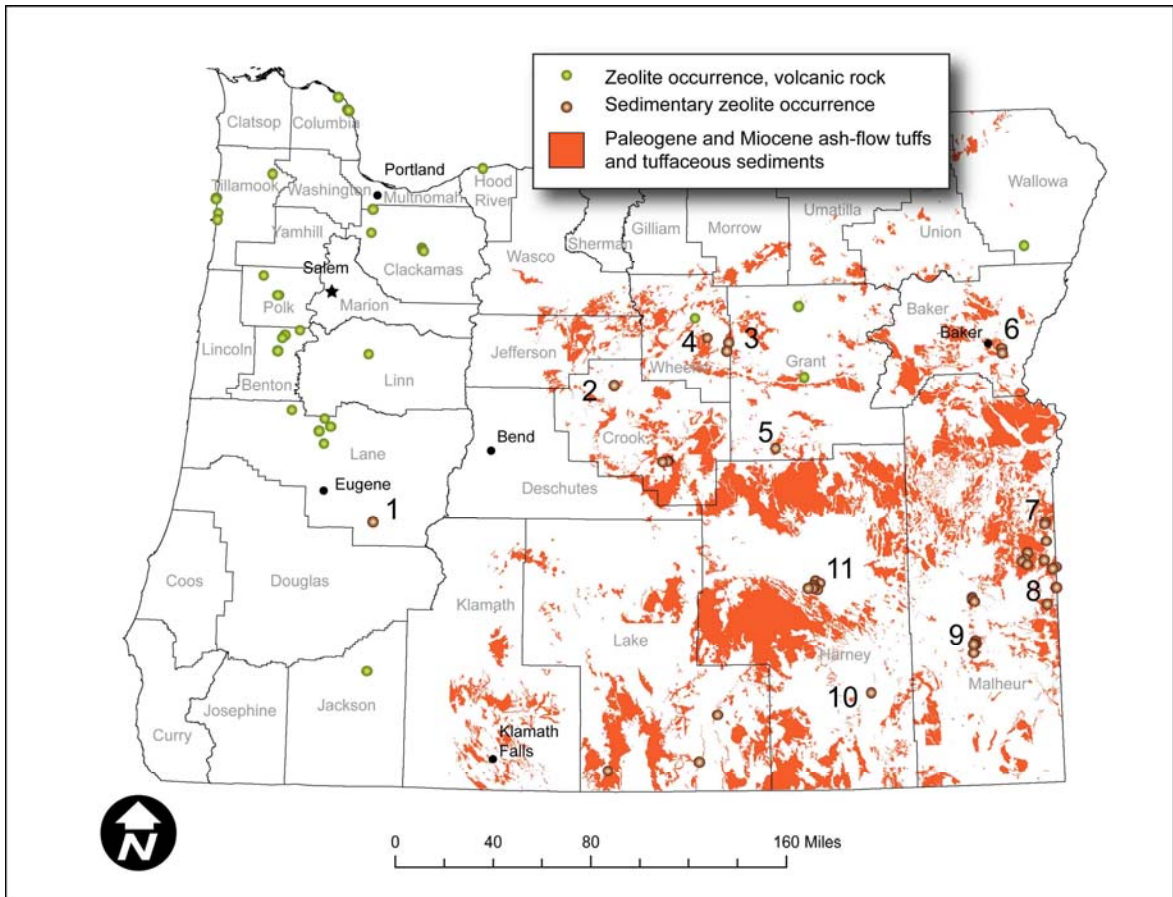 Zeolite occurrence, volcanic rock
Sedimentary zeolite occurrence
Paleogene and Miocene ash-flow tuffs
and tuffaceous sediments
Clatsop
Columbia
Portland
Tillamook
Washington
Multnomah
Hood
River
Yamhill
Clackamas
Wasco
Sherman
Gilliam
Morrow
Umatilla
Union
Wallowa
Salem
Polk
Marion
Lincoln
Jefferson
Wheeler
4
3
Grant
Baker
Baker
6
Benton
Linn
2
Crook
5
Lane
Bend
Deschutes
Eugene
1
7
Coos
Douglas
Klamath
Lake
11
8
Harney
9
Malheur
10
Curry
Josephine
Jackson
Klamath
Falls
N
0 40 80 160 Miles